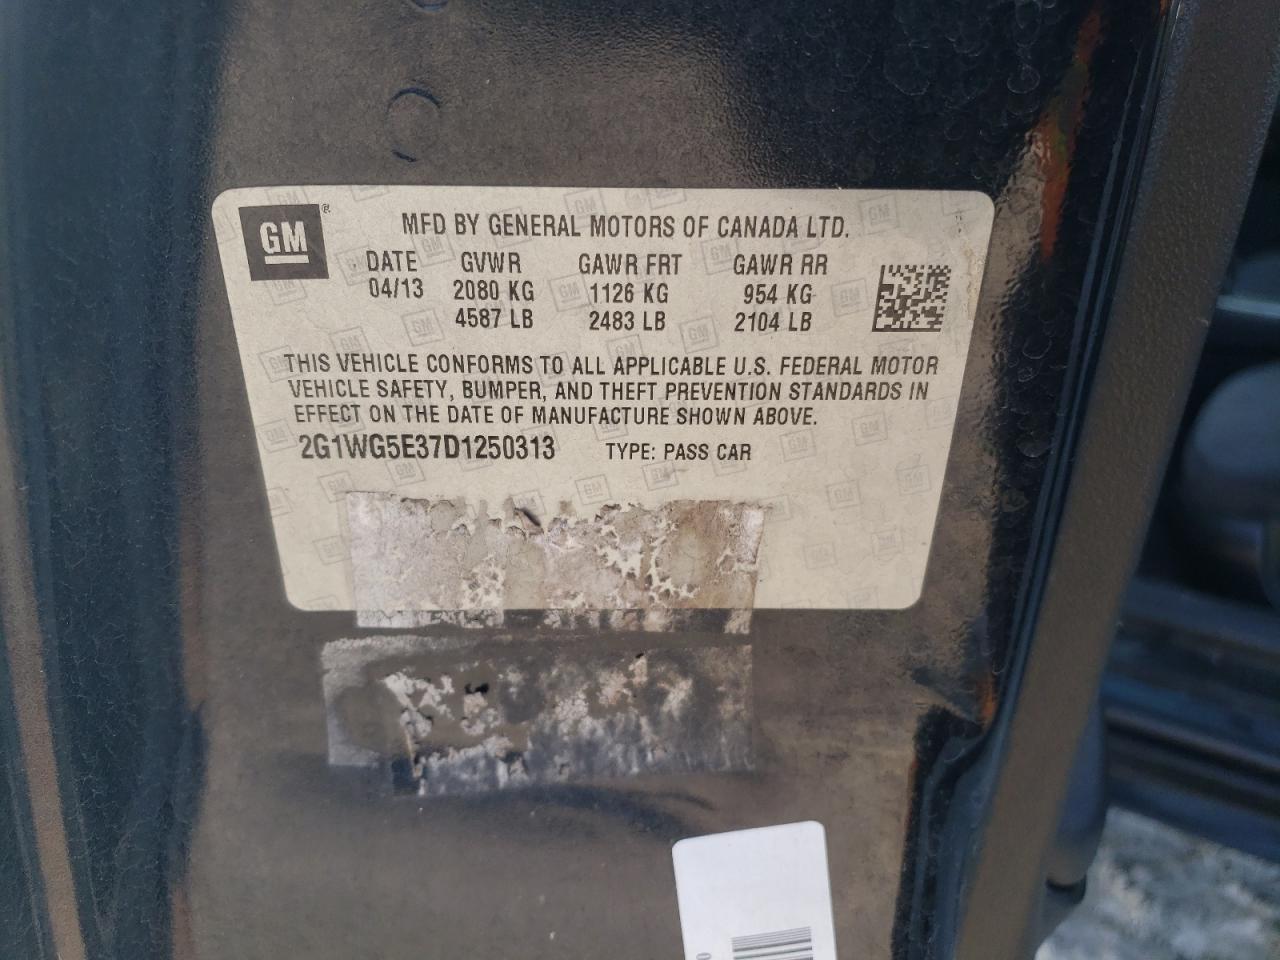 GM®
MFD BY GENERAL MOTORS OF CANADA LTD.
DATE GVWR GAWR FRT GAWR RR
04/13 2080 KG 1126 KG 954 KG
4587 LB 2483 LB 2104 LB
THIS VEHICLE CONFORMS TO ALL APPLICABLE U.S. FEDERAL MOTOR
VEHICLE SAFETY, BUMPER, AND THEFT PREVENTION STANDARDS IN
EFFECT ON THE DATE OF MANUFACTURE SHOWN ABOVE.
2G1WG5E37D1250313 TYPE: PASS CAR